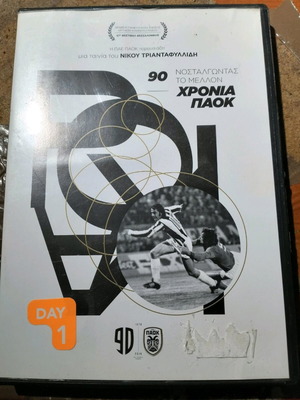 Η ΠΑΕ ΠΑΟΚ παρουσιάζει
μια ταινία του ΝΙΚΟΥ ΤΡΙΑΝΤΑΦΥΛΛΙΔΗ
90 ΝΟΣΤΑΛΓΩΝΤΑΣ
ΤΟ ΜΕΛΛΟΝ
ΧΡΟΝΙΑ
ΠΑΟΚ
DAY
1
90
ΠΑΟΚ